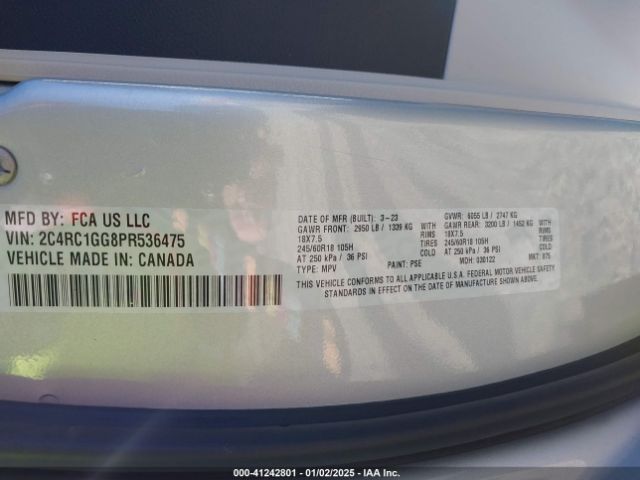 MFD BY: FCA US LLC
VIN: 2C4RC1GG8PR536475
VEHICLE MADE IN: CANADA
DATE OF MFR (BUILT): 3-23 GVWR: 6055 LB / 2747 KG
GAWR FRONT: 2950 LB / 1339 KG WITH GAWR REAR: 3200 LB / 1452 KG WITH
18X7.5 RIMS 18X7.5 RIMS
245/60R18 105H TIRES 245/60R18 105H TIRES
AT 250 kPa / 36 PSI COLD AT 250 kPa / 36 PSI COLD
TYPE: MPV PAINT: PSE MDH: 030122 MKT: 875
THIS VEHICLE CONFORMS TO ALL APPLICABLE U.S.A. FEDERAL MOTOR VEHICLE SAFETY
STANDARDS IN EFFECT ON THE DATE OF MANUFACTURE SHOWN ABOVE.
000-41242801 - 01/02/2025 - IAA Inc.